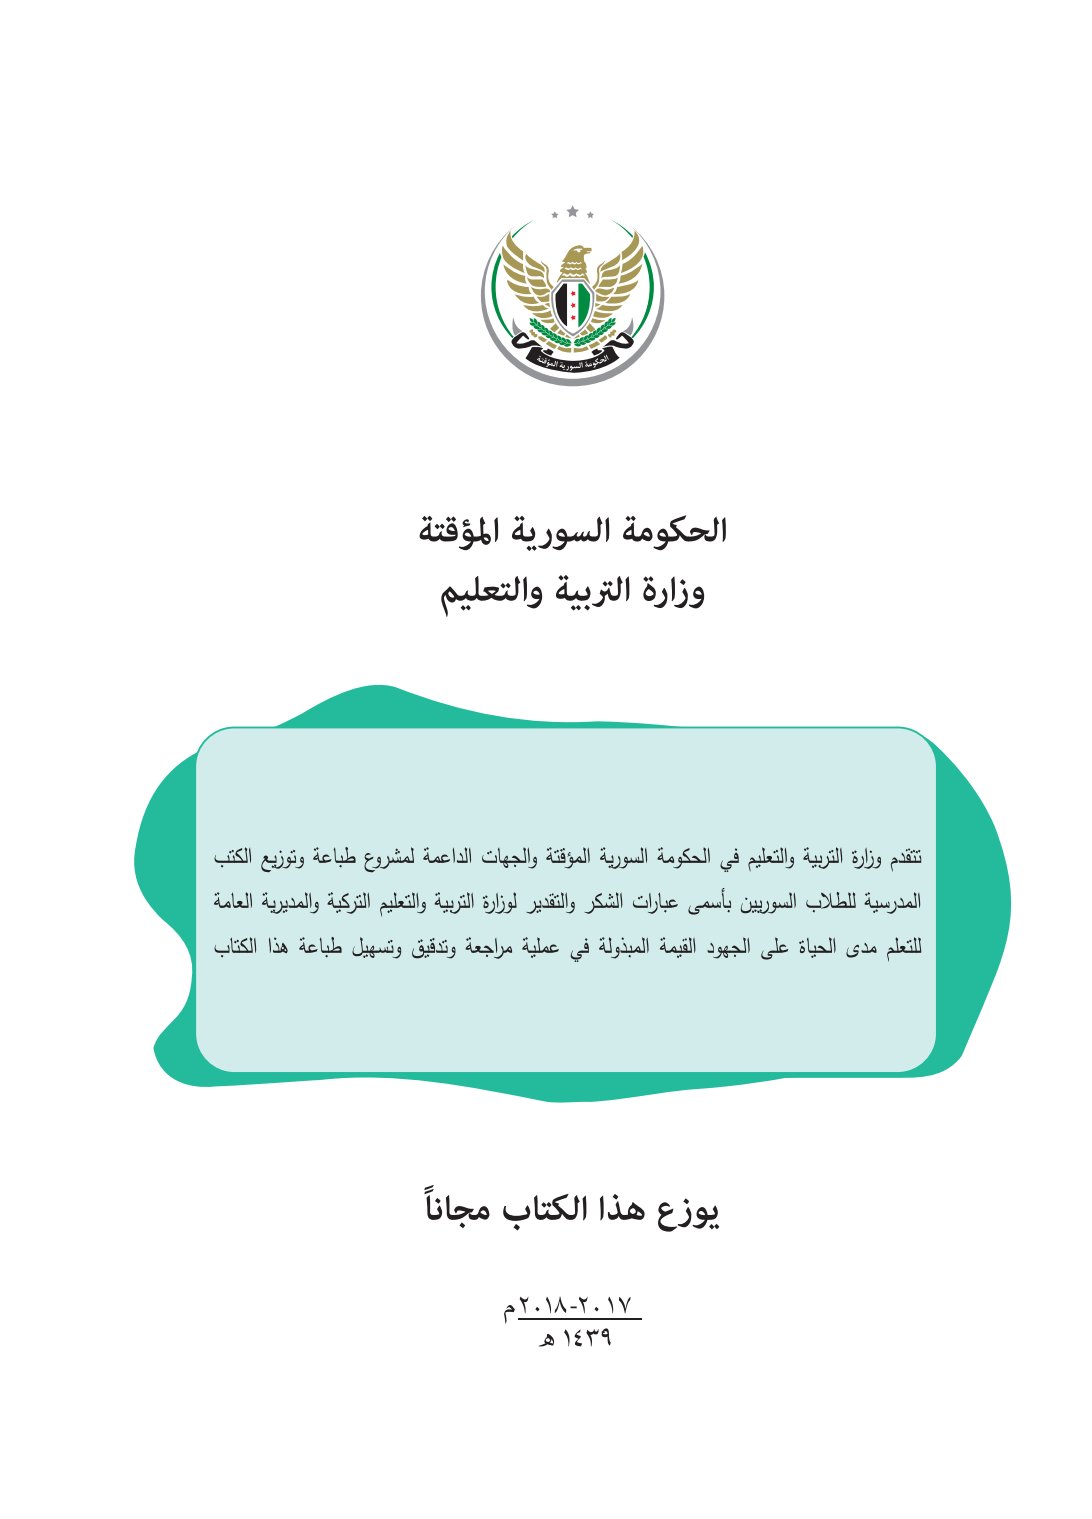 الحكومة السورية المؤقتة
الحكومة السورية المؤقتة
وزارة التربية والتعليم
تتقدم وزارة التربية والتعليم في الحكومة السورية المؤقتة والجهات الداعمة لمشروع طباعة وتوزيع الكتب
المدرسية للطلاب السوريين بأسمى عبارات الشكر والتقدير لوزارة التربية والتعليم التركية والمديرية العامة
للتعلم مدى الحياة على الجهود القيمة المبذولة في عملية مراجعة وتدقيق وتسهيل طباعة هذا الكتاب
يوزع هذا الكتاب مجاناً
٢٠١٧-٢٠١٨م
١٤٣٩ هـ